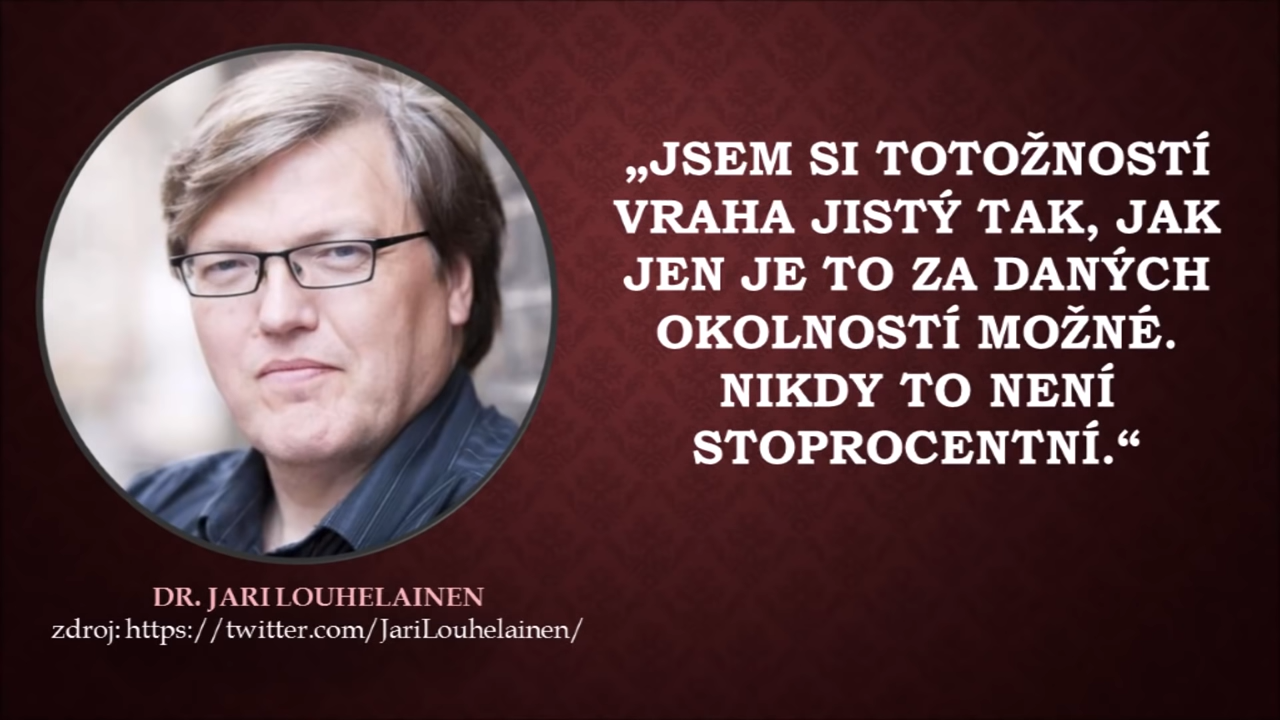 „JSEM SI TOTOŽNOSTÍ
VRAHA JISTÝ TAK, JAK
JEN JE TO ZA DANÝCH
OKOLNOSTÍ MOŽNÉ.
NIKDY TO NENÍ
STOPROCENTNÍ.“
DR. JARI LOUHELAINEN
zdroj: https://twitter.com/JariLouhelainen/